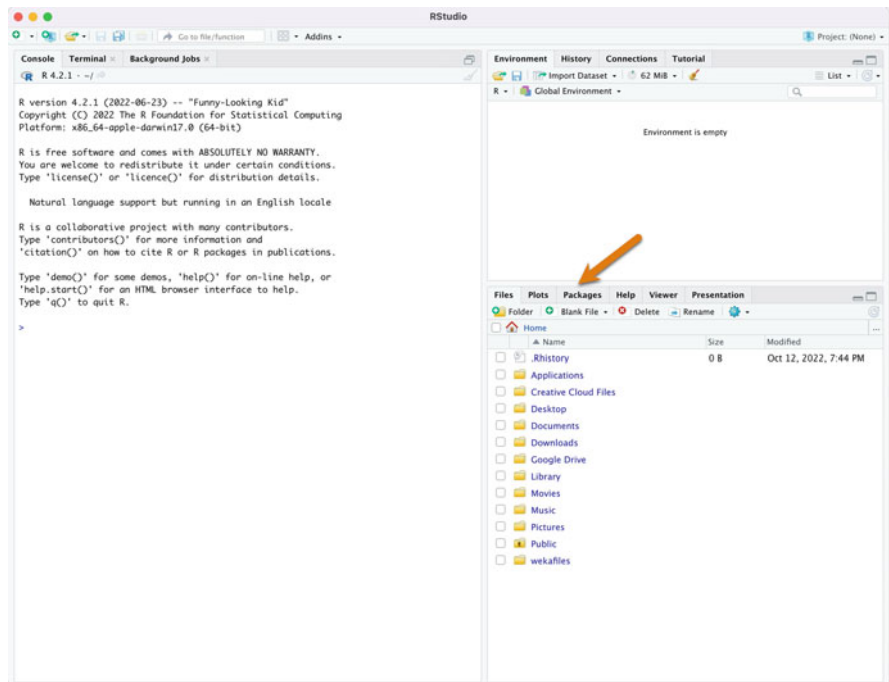 RStudio
Go to file/function
Addins
Project: (None)
Console Terminal Background Jobs
R 4.2.1 · ~/
R version 4.2.1 (2022-06-23) -- "Funny-Looking Kid"
Copyright (C) 2022 The R Foundation for Statistical Computing
Platform: x86_64-apple-darwin17.0 (64-bit)
R is free software and comes with ABSOLUTELY NO WARRANTY.
You are welcome to redistribute it under certain conditions.
Type 'license()' or 'licence()' for distribution details.
Natural language support but running in an English locale
R is a collaborative project with many contributors.
Type 'contributors()' for more information and
'citation()' on how to cite R or R packages in publications.
Type 'demo()' for some demos, 'help()' for on-line help, or
'help.start()' for an HTML browser interface to help.
Type 'q()' to quit R.
>
Environment History Connections Tutorial
Import Dataset 62 MiB List
R Global Environment
Environment is empty
Files Plots Packages Help Viewer Presentation
Folder Blank File Delete Rename
Home ...
Name Size Modified
.Rhistory 0 B Oct 12, 2022, 7:44 PM
Applications
Creative Cloud Files
Desktop
Documents
Downloads
Google Drive
Library
Movies
Music
Pictures
Public
wekafiles